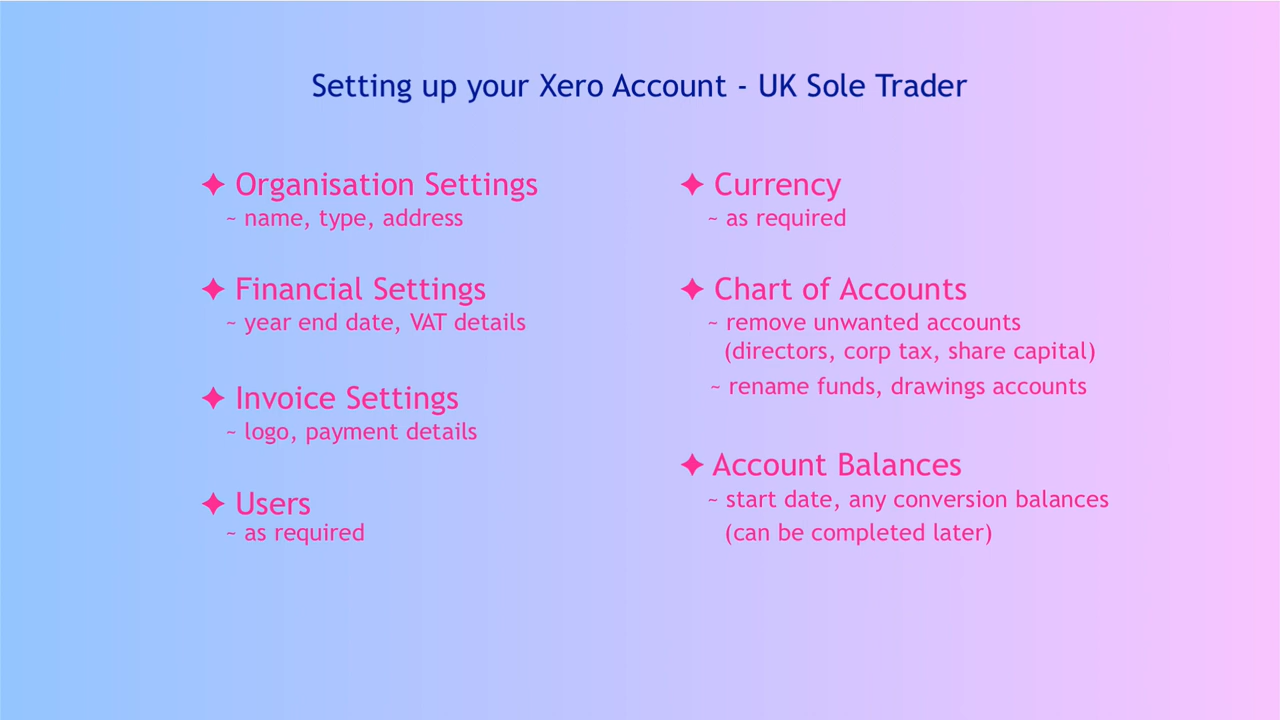 Setting up your Xero Account - UK Sole Trader
✦ Organisation Settings
~ name, type, address
✦ Financial Settings
~ year end date, VAT details
✦ Invoice Settings
~ logo, payment details
✦ Users
~ as required
✦ Currency
~ as required
✦ Chart of Accounts
~ remove unwanted accounts
(directors, corp tax, share capital)
~ rename funds, drawings accounts
✦ Account Balances
~ start date, any conversion balances
(can be completed later)